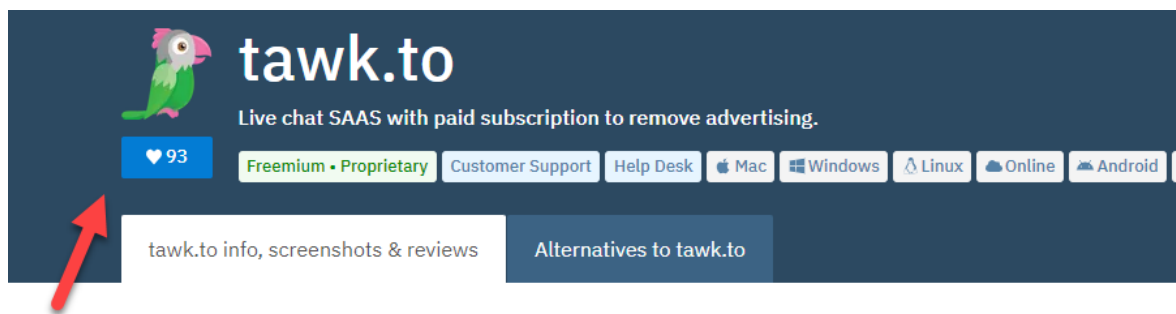 tawk.to
Live chat SAAS with paid subscription to remove advertising.
93
Freemium • Proprietary Customer Support Help Desk Mac Windows Linux Online Android
tawk.to info, screenshots & reviews Alternatives to tawk.to